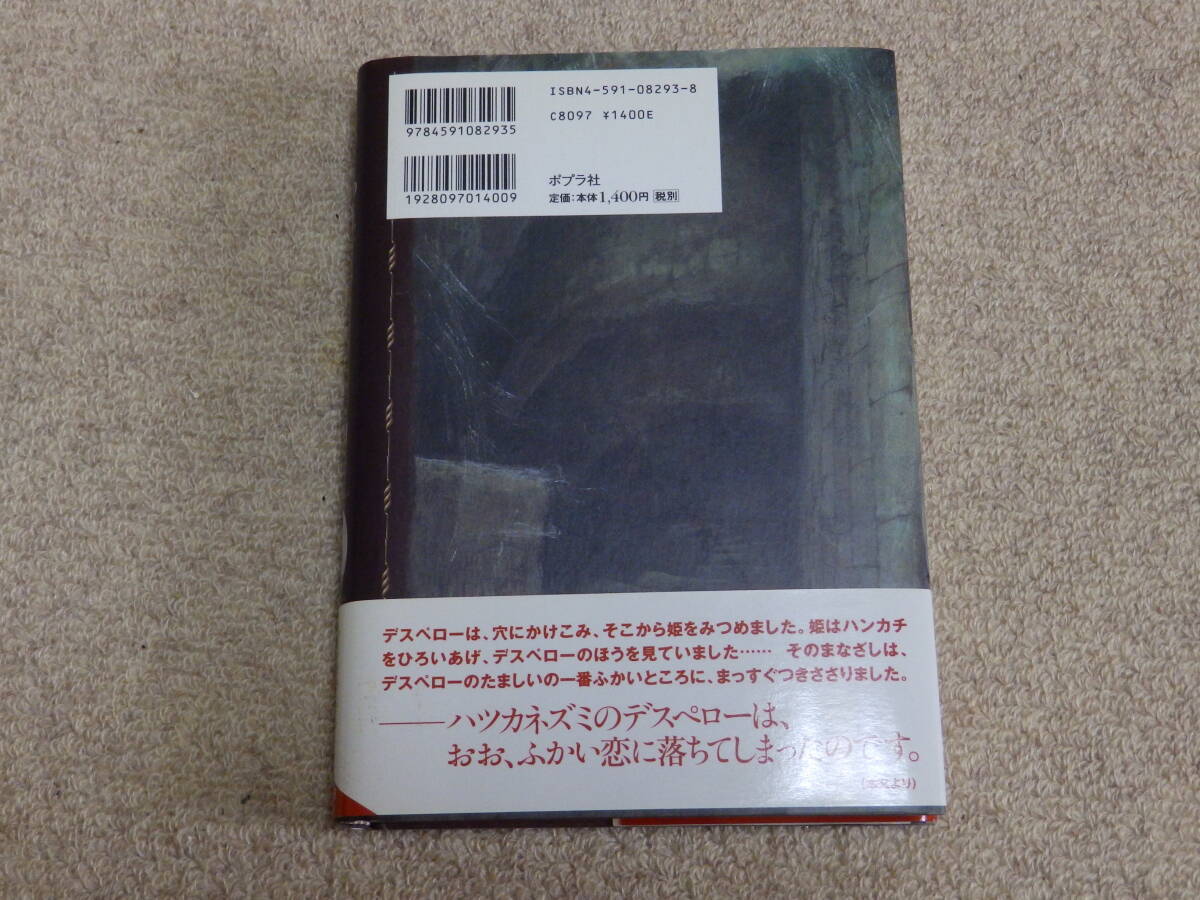 ISBN4-591-08293-8
C8097 ¥1400E
9784591082935
1928097014009
ポプラ社
定価:本体1,400円 税別
デスペローは、穴にかけこみ、そこから姫をみつめました。姫はハンカチ
をひろいあげ、デスペローのほうを見ていました…… そのまなざしは、
デスペローのたましいの一番ふかいところに、まっすぐつきささりました。
――ハツカネズミのデスペローは、
おお、ふかい恋に落ちてしまったのです。
(本文より)